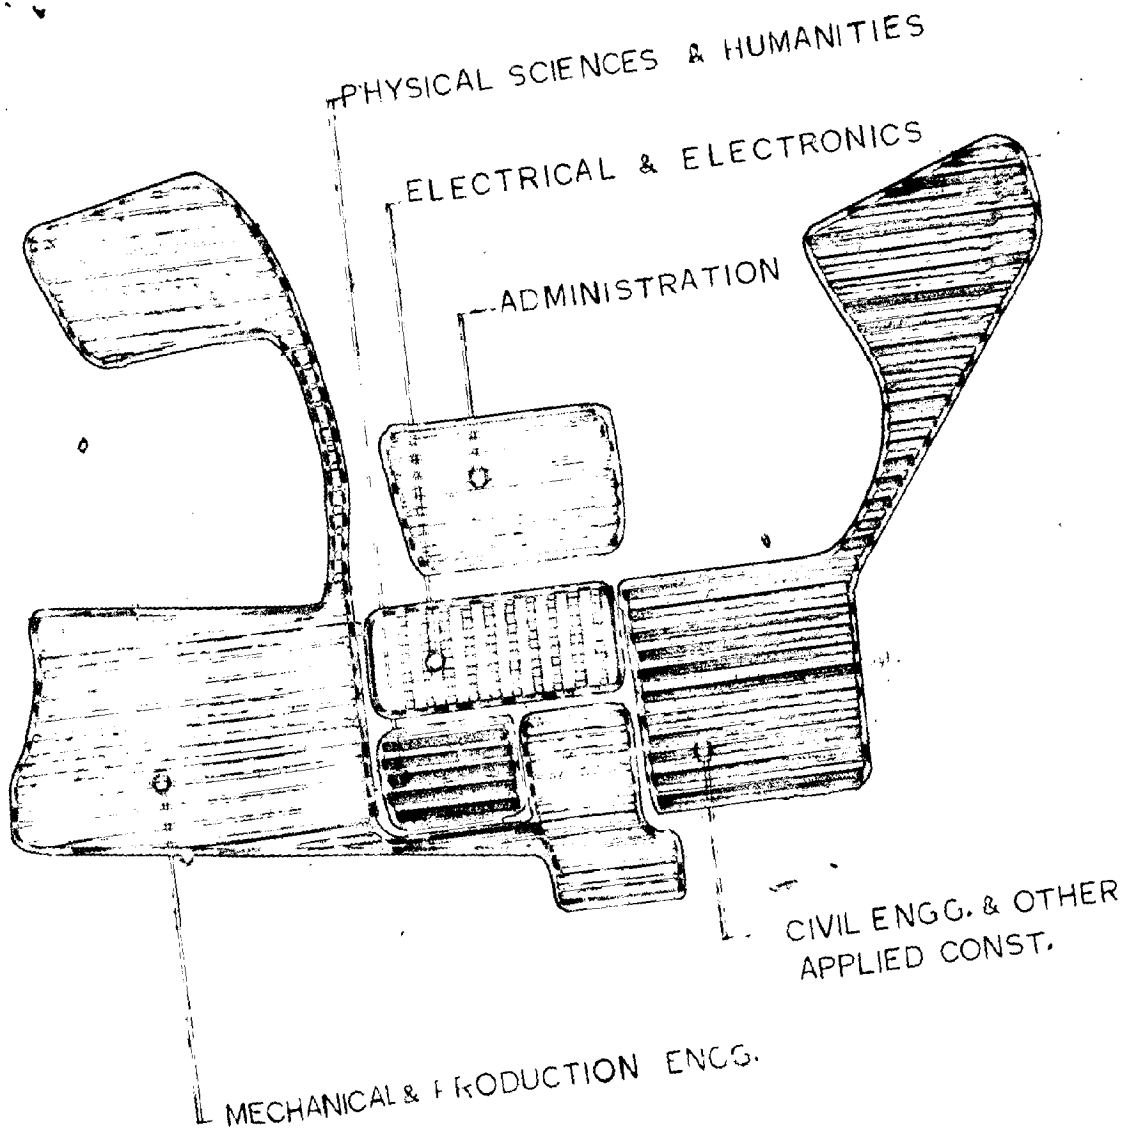 PHYSICAL SCIENCES & HUMANITIES
ELECTRICAL & ELECTRONICS
ADMINISTRATION
CIVIL ENGG. & OTHER
APPLIED CONST.
MECHANICAL & PRODUCTION ENGG.